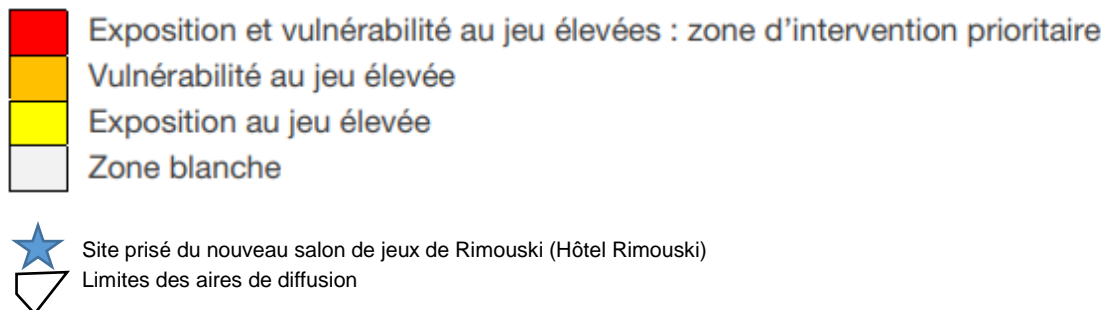 Exposition et vulnérabilité au jeu élevées : zone d'intervention prioritaire
Vulnérabilité au jeu élevée
Exposition au jeu élevée
Zone blanche
Site prisé du nouveau salon de jeux de Rimouski (Hôtel Rimouski)
Limites des aires de diffusion